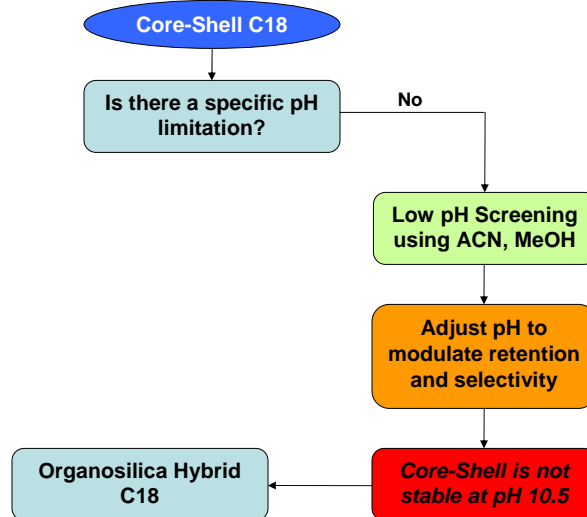 Core-Shell C18
Is there a specific pH
limitation?
No
Low pH Screening
using ACN, MeOH
Adjust pH to
modulate retention
and selectivity
Organosilica Hybrid
C18
Core-Shell is not
stable at pH 10.5